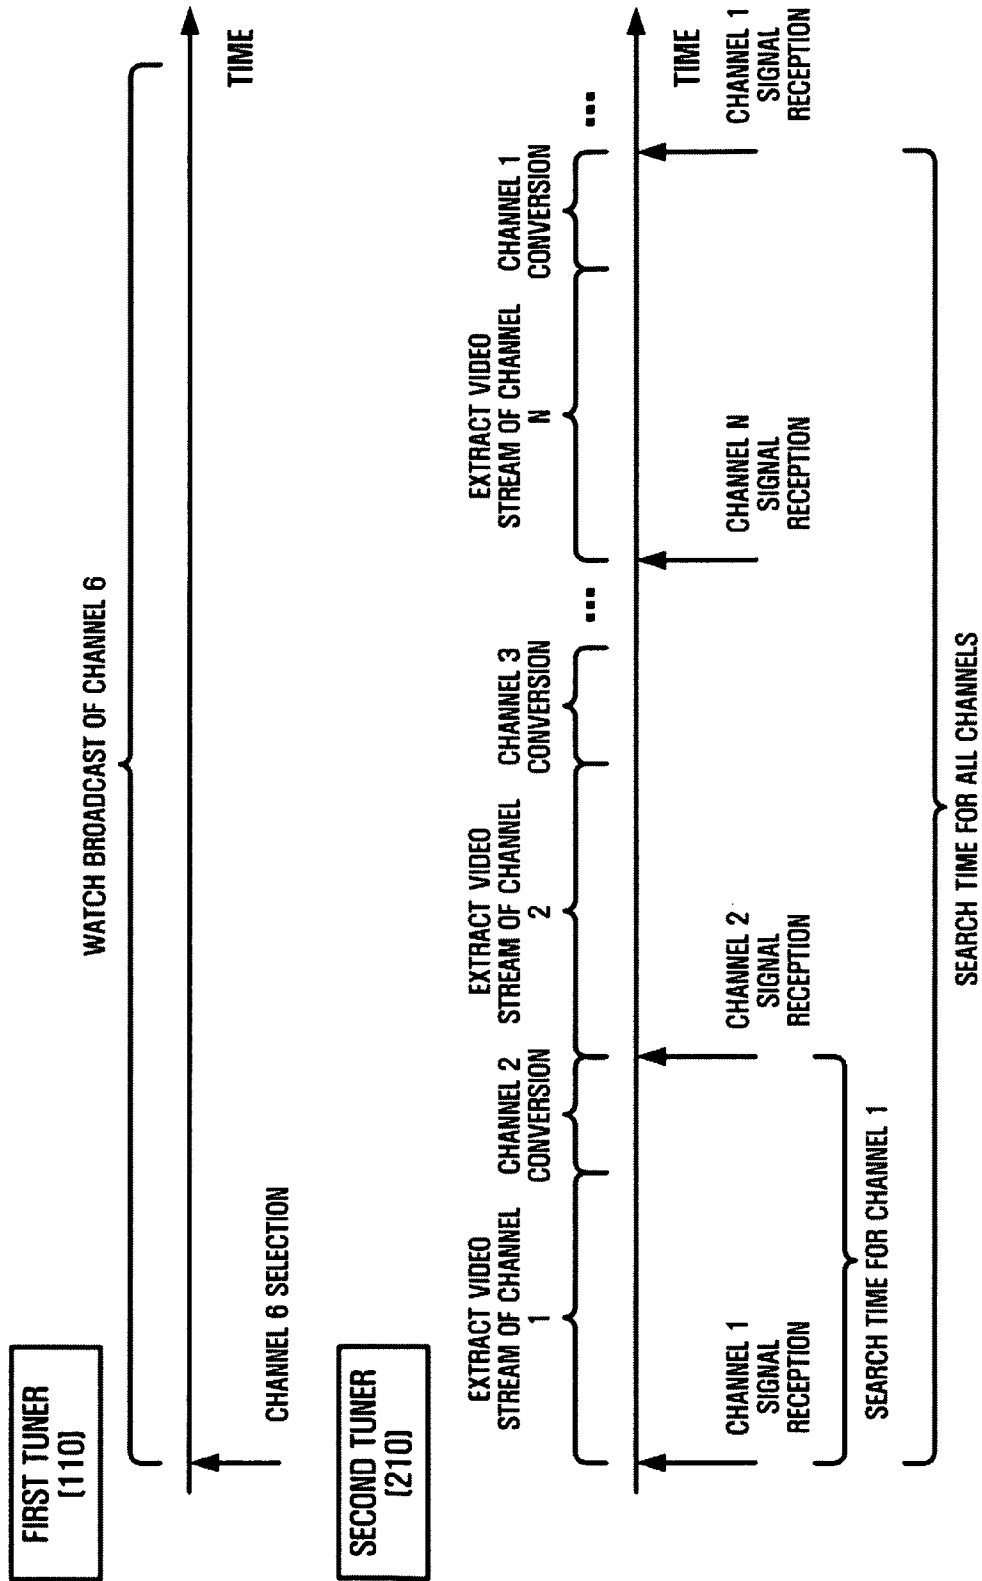 FIRST TUNER
(110)
WATCH BROADCAST OF CHANNEL 6
TIME
CHANNEL 6 SELECTION
SECOND TUNER
(210)
EXTRACT VIDEO
STREAM OF CHANNEL
1
CHANNEL 2
CONVERSION
EXTRACT VIDEO
STREAM OF CHANNEL
2
CHANNEL 3
CONVERSION
...
EXTRACT VIDEO
STREAM OF CHANNEL
N
CHANNEL 1
CONVERSION
...
TIME
CHANNEL 1
SIGNAL
RECEPTION
CHANNEL 2
SIGNAL
RECEPTION
CHANNEL N
SIGNAL
RECEPTION
CHANNEL 1
SIGNAL
RECEPTION
SEARCH TIME FOR CHANNEL 1
SEARCH TIME FOR ALL CHANNELS